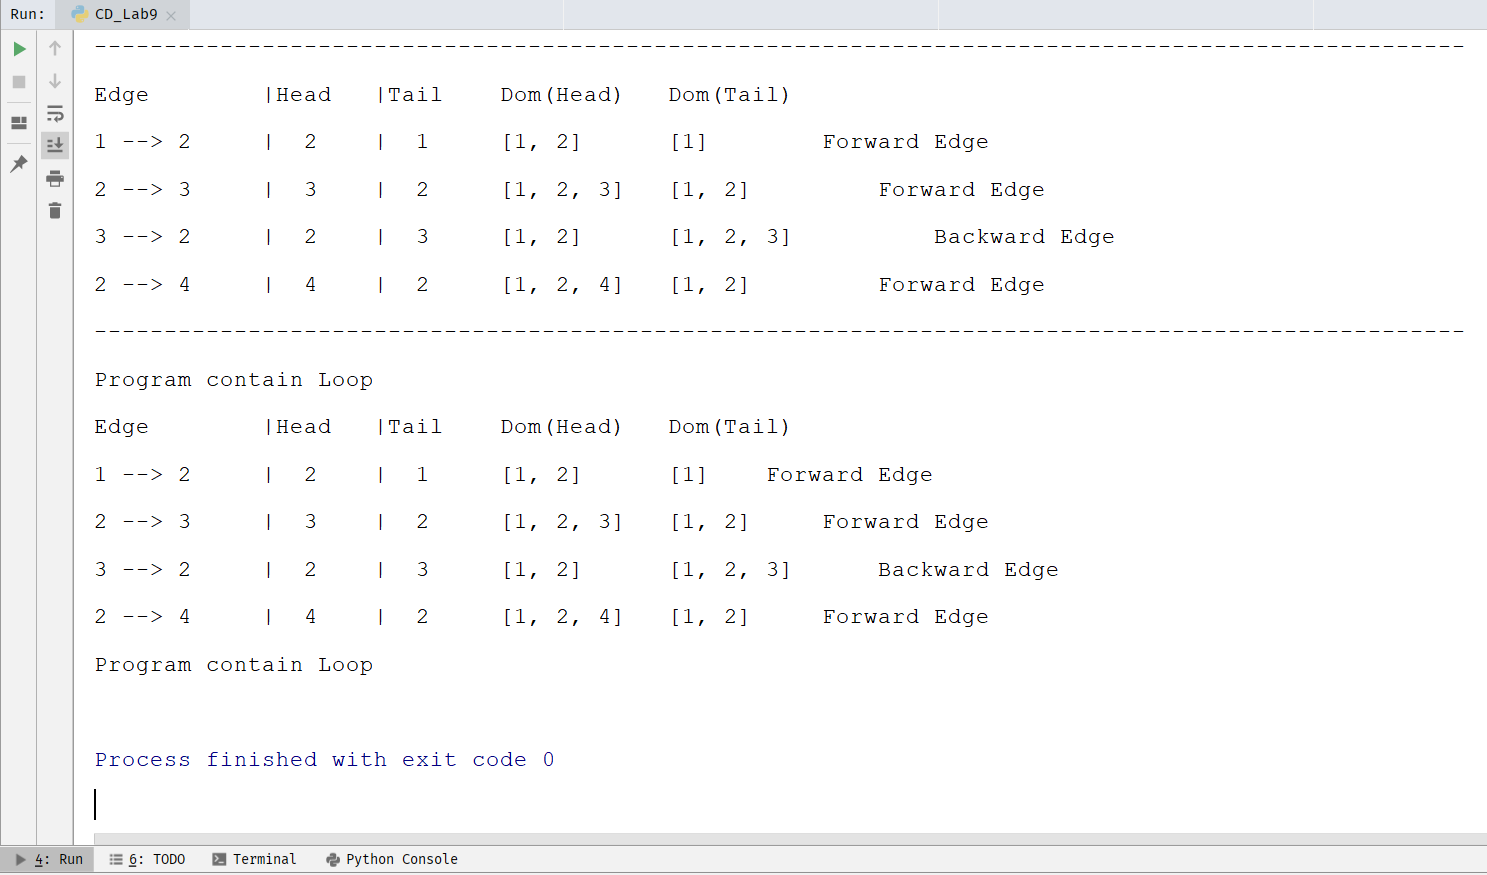 Run: CD_Lab9
--------------------------------------------------------------------------------------------------
Edge |Head |Tail Dom(Head) Dom(Tail)
1 --> 2 | 2 | 1 [1, 2] [1] Forward Edge
2 --> 3 | 3 | 2 [1, 2, 3] [1, 2] Forward Edge
3 --> 2 | 2 | 3 [1, 2] [1, 2, 3] Backward Edge
2 --> 4 | 4 | 2 [1, 2, 4] [1, 2] Forward Edge
--------------------------------------------------------------------------------------------------
Program contain Loop
Edge |Head |Tail Dom(Head) Dom(Tail)
1 --> 2 | 2 | 1 [1, 2] [1] Forward Edge
2 --> 3 | 3 | 2 [1, 2, 3] [1, 2] Forward Edge
3 --> 2 | 2 | 3 [1, 2] [1, 2, 3] Backward Edge
2 --> 4 | 4 | 2 [1, 2, 4] [1, 2] Forward Edge
Program contain Loop
Process finished with exit code 0
4: Run 6: TODO Terminal Python Console